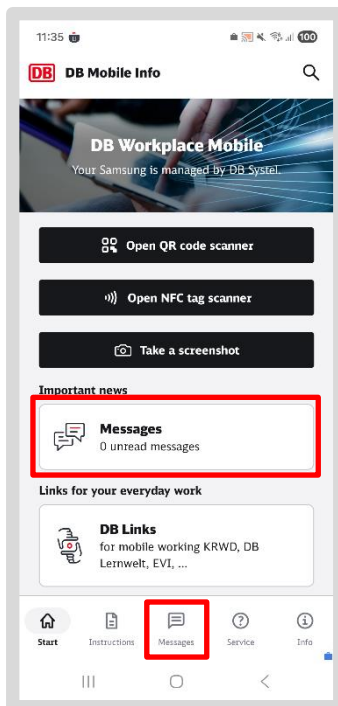 11:35
100
DB DB Mobile Info
DB Workplace Mobile
Your Samsung is managed by DB Systel.
Open QR code scanner
Open NFC tag scanner
Take a screenshot
Important news
Messages
0 unread messages
Links for your everyday work
DB Links
for mobile working KRWD, DB
Lernwelt, EVI, ...
Start Instructions Messages Service Info